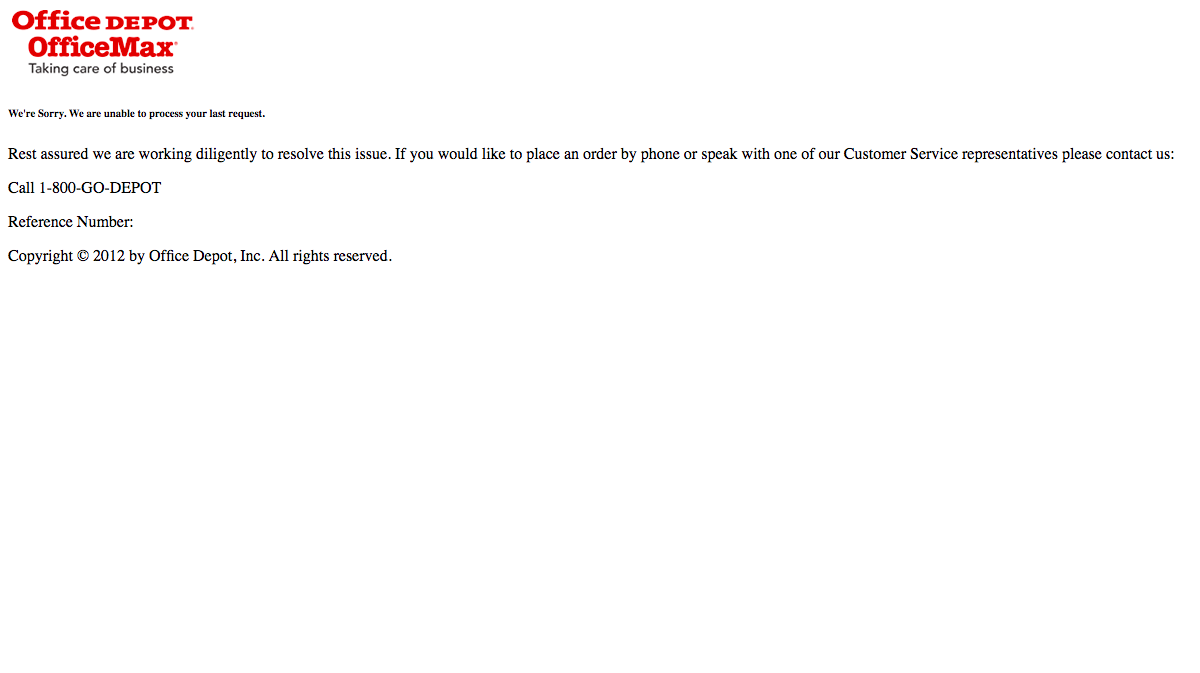 Office DEPOT.
OfficeMax®
Taking care of business
We're Sorry. We are unable to process your last request.
Rest assured we are working diligently to resolve this issue. If you would like to place an order by phone or speak with one of our Customer Service representatives please contact us:
Call 1-800-GO-DEPOT
Reference Number:
Copyright © 2012 by Office Depot, Inc. All rights reserved.